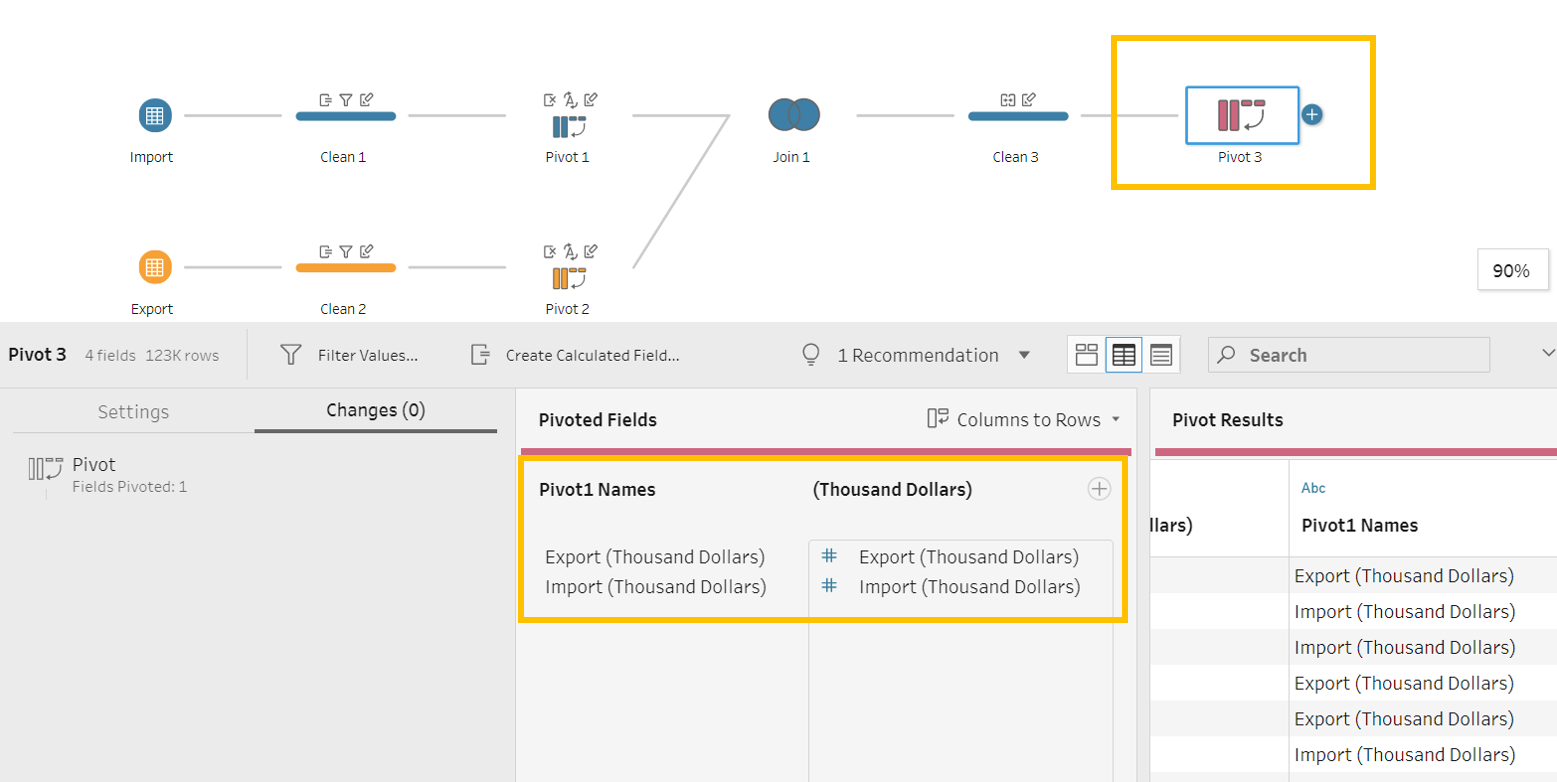 Import
Clean 1
Pivot 1
Join 1
Clean 3
Pivot 3
Export
Clean 2
Pivot 2
90%
Pivot 3 4 fields 123K rows
Filter Values...
Create Calculated Field...
1 Recommendation
Search
Settings
Changes (0)
Pivot
Fields Pivoted: 1
Pivoted Fields
Columns to Rows
Pivot1 Names
(Thousand Dollars)
Export (Thousand Dollars)
# Export (Thousand Dollars)
Import (Thousand Dollars)
# Import (Thousand Dollars)
Pivot Results
llars)
Abc
Pivot1 Names
Export (Thousand Dollars)
Import (Thousand Dollars)
Import (Thousand Dollars)
Export (Thousand Dollars)
Export (Thousand Dollars)
Import (Thousand Dollars)